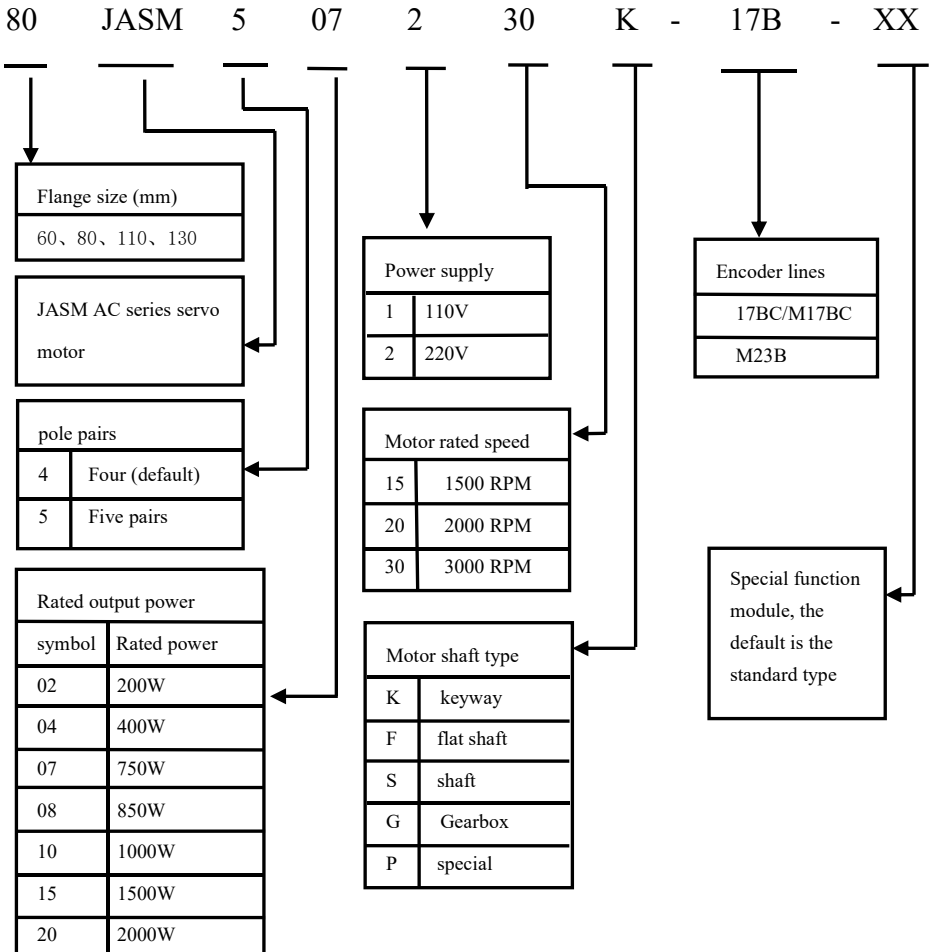 80 JASM 5 07 2 30 K - 17B - XX
Flange size (mm)
60、80、110、130
JASM AC series servo
motor
pole pairs
4 Four (default)
5 Five pairs
Rated output power
symbol Rated power
02 200W
04 400W
07 750W
08 850W
10 1000W
15 1500W
20 2000W
Power supply
1 110V
2 220V
Motor rated speed
15 1500 RPM
20 2000 RPM
30 3000 RPM
Motor shaft type
K keyway
F flat shaft
S shaft
G Gearbox
P special
Encoder lines
17BC/M17BC
M23B
Special function
module, the
default is the
standard type